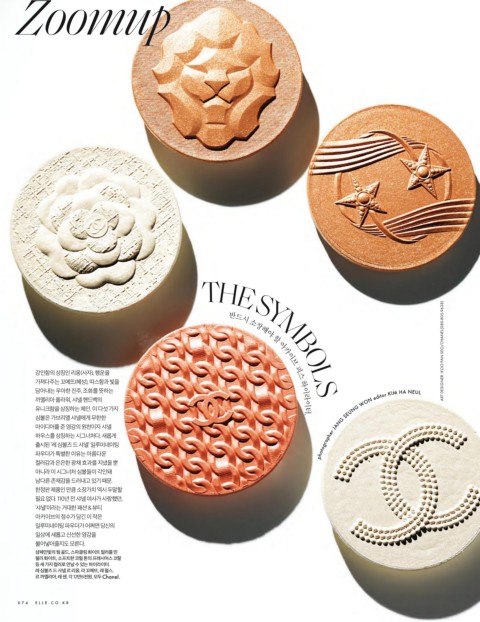 Zoomup
THE SYMBOLS
반드시 소장해야 할 아카이브 피스 하이라이터
photographer JANG SEUNG WON editor KIM HA NEUL
강인함의 상징인 리옹(사자), 행운을
가져다주는 꼬메트(혜성), 따스함과 빛을
담아내는 우아한 진주, 조화를 뜻하는
까멜리아 플라워, 샤넬 핸드백의
유니크함을 상징하는 체인. 이 다섯 가지
심볼은 가브리엘 샤넬에게 무한한
아이디어를 준 영감의 원천이자 샤넬
하우스를 상징하는 시그너처다. 새롭게
출시된 ‘레 심볼 드 샤넬’ 일루미네이팅
파우더가 특별한 이유는 아름다운
컬러감과 은은한 광채 효과를 지녔을 뿐
아니라 이 시그너처 심볼들이 각인돼
남다른 존재감을 드러내고 있기 때문.
한정판 제품인 만큼 소장가치 역시 두말할
필요 없다. 110년 전 샤넬 여사가 사랑했던,
‘샤넬’이라는 거대한 패션 & 뷰티
아카이브의 정수가 담긴 이 작은
일루미네이팅 파우더가 어쩌면 당신의
일상에 새롭고 신선한 영감을
불어넣어줄지도 모른다.
Chanel.
074 ELLE.CO.KR